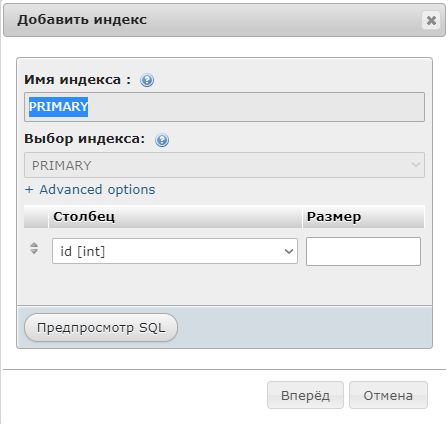 Добавить индекс
Имя индекса :
PRIMARY
Выбор индекса:
PRIMARY
+ Advanced options
Столбец Размер
id [int]
Предпросмотр SQL
Вперёд Отмена